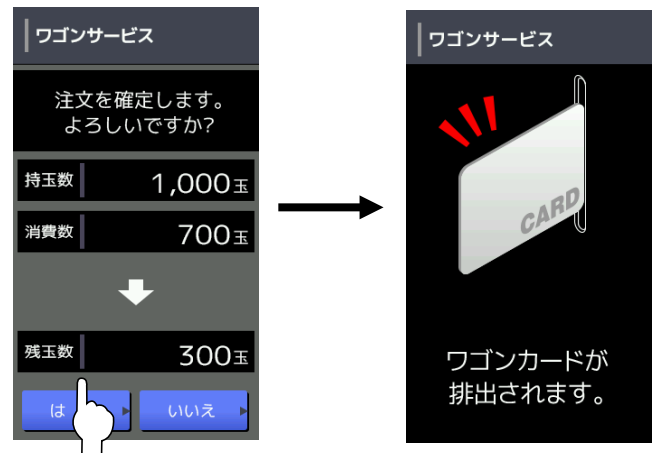 ワゴンサービス
注文を確定します。
よろしいですか?
持玉数 1,000玉
消費数 700玉
残玉数 300玉
は
いいえ
ワゴンサービス
CARD
ワゴンカードが
排出されます。